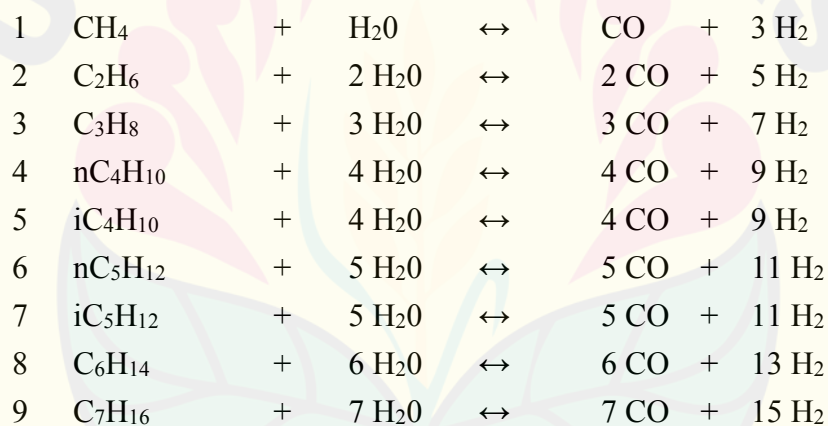 1 CH₄ + H₂0 ↔ CO + 3 H₂
2 C₂H₆ + 2 H₂0 ↔ 2 CO + 5 H₂
3 C₃H₈ + 3 H₂0 ↔ 3 CO + 7 H₂
4 nC₄H₁₀ + 4 H₂0 ↔ 4 CO + 9 H₂
5 iC₄H₁₀ + 4 H₂0 ↔ 4 CO + 9 H₂
6 nC₅H₁₂ + 5 H₂0 ↔ 5 CO + 11 H₂
7 iC₅H₁₂ + 5 H₂0 ↔ 5 CO + 11 H₂
8 C₆H₁₄ + 6 H₂0 ↔ 6 CO + 13 H₂
9 C₇H₁₆ + 7 H₂0 ↔ 7 CO + 15 H₂